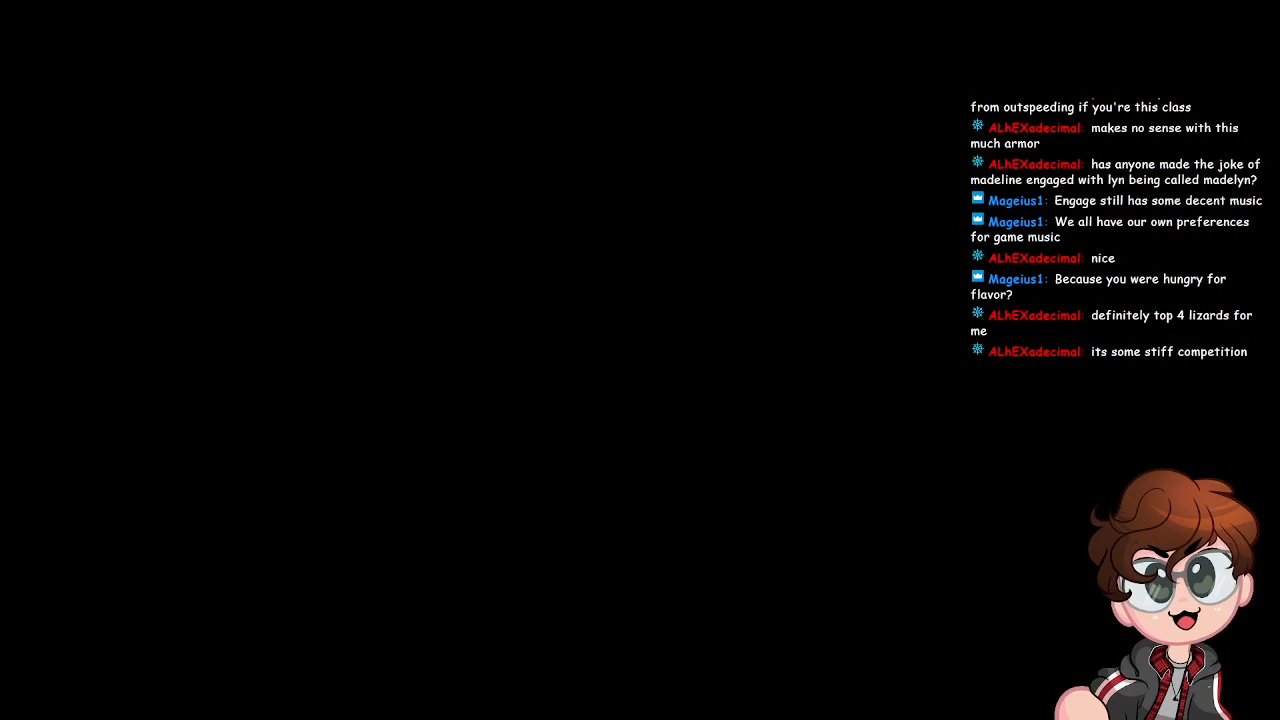 from outspeeding if you're this class
ALhEXadecimal: makes no sense with this
much armor
ALhEXadecimal: has anyone made the joke of
madeline engaged with lyn being called madelyn?
Mageius1: Engage still has some decent music
Mageius1: We all have our own preferences
for game music
ALhEXadecimal: nice
Mageius1: Because you were hungry for
flavor?
ALhEXadecimal: definitely top 4 lizards for
me
ALhEXadecimal: its some stiff competition